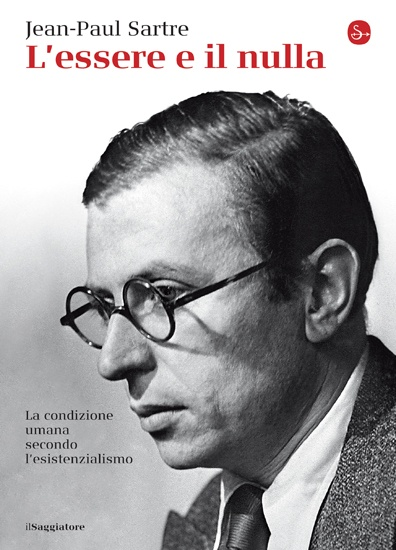 Jean-Paul Sartre
L'essere e il nulla
La condizione
umana
secondo
l'esistenzialismo
ilSaggiatore